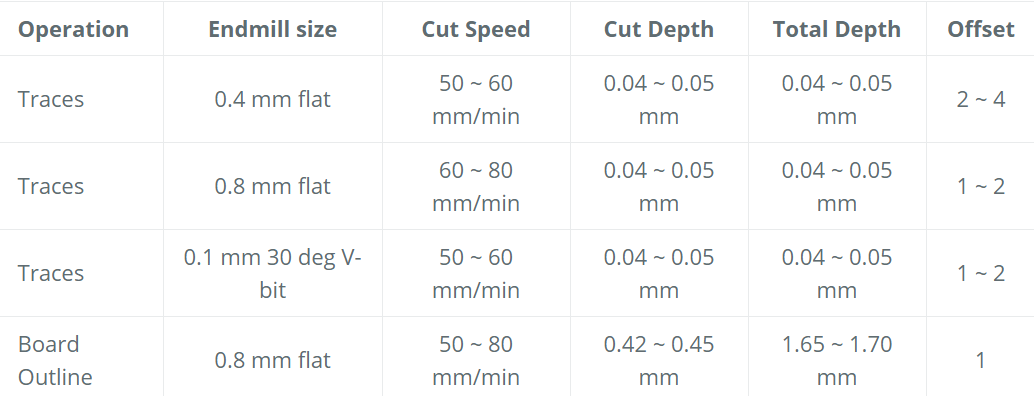 Operation Endmill size Cut Speed Cut Depth Total Depth Offset
Traces 0.4 mm flat 50 ~ 60 mm/min 0.04 ~ 0.05 mm 0.04 ~ 0.05 mm 2 ~ 4
Traces 0.8 mm flat 60 ~ 80 mm/min 0.04 ~ 0.05 mm 0.04 ~ 0.05 mm 1 ~ 2
Traces 0.1 mm 30 deg V-bit 50 ~ 60 mm/min 0.04 ~ 0.05 mm 0.04 ~ 0.05 mm 1 ~ 2
Board Outline 0.8 mm flat 50 ~ 80 mm/min 0.42 ~ 0.45 mm 1.65 ~ 1.70 mm 1